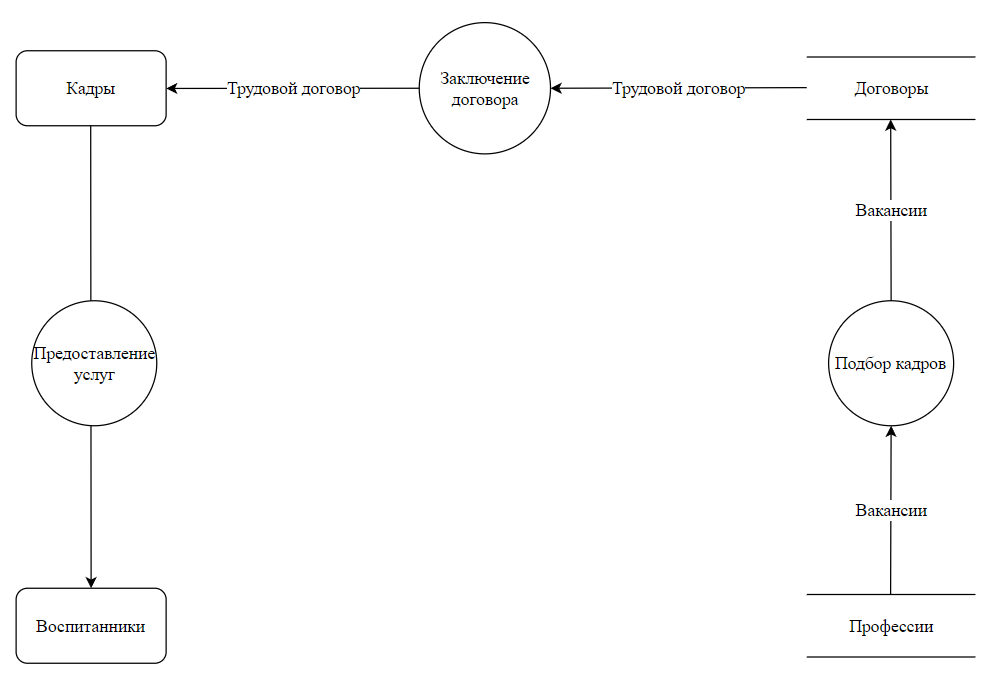 Кадры
Трудовой договор
Заключение
договора
Трудовой договор
Договоры
Вакансии
Предоставление
услуг
Подбор кадров
Вакансии
Воспитанники
Профессии